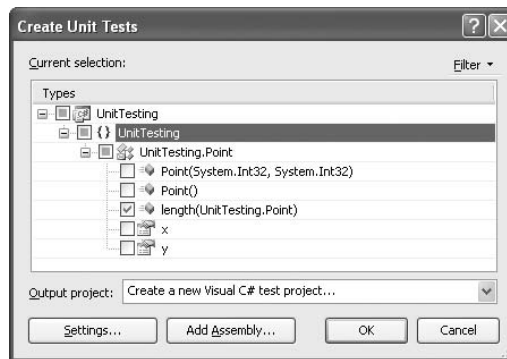 Create Unit Tests
Current selection:
Filter
Types
UnitTesting
{} UnitTesting
UnitTesting.Point
Point(System.Int32, System.Int32)
Point()
length(UnitTesting.Point)
x
y
Output project: Create a new Visual C# test project...
Settings... Add Assembly... OK Cancel